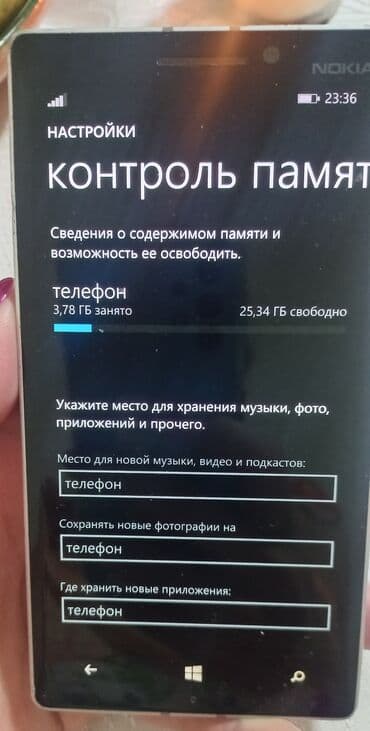 NOKIA
23:36
НАСТРОЙКИ
контроль памят
Сведения о содержимом памяти и
возможность ее освободить.
телефон
3,78 ГБ занято 25,34 ГБ свободно
Укажите место для хранения музыки, фото,
приложений и прочего.
Место для новой музыки, видео и подкастов:
телефон
Сохранять новые фотографии на
телефон
Где хранить новые приложения:
телефон